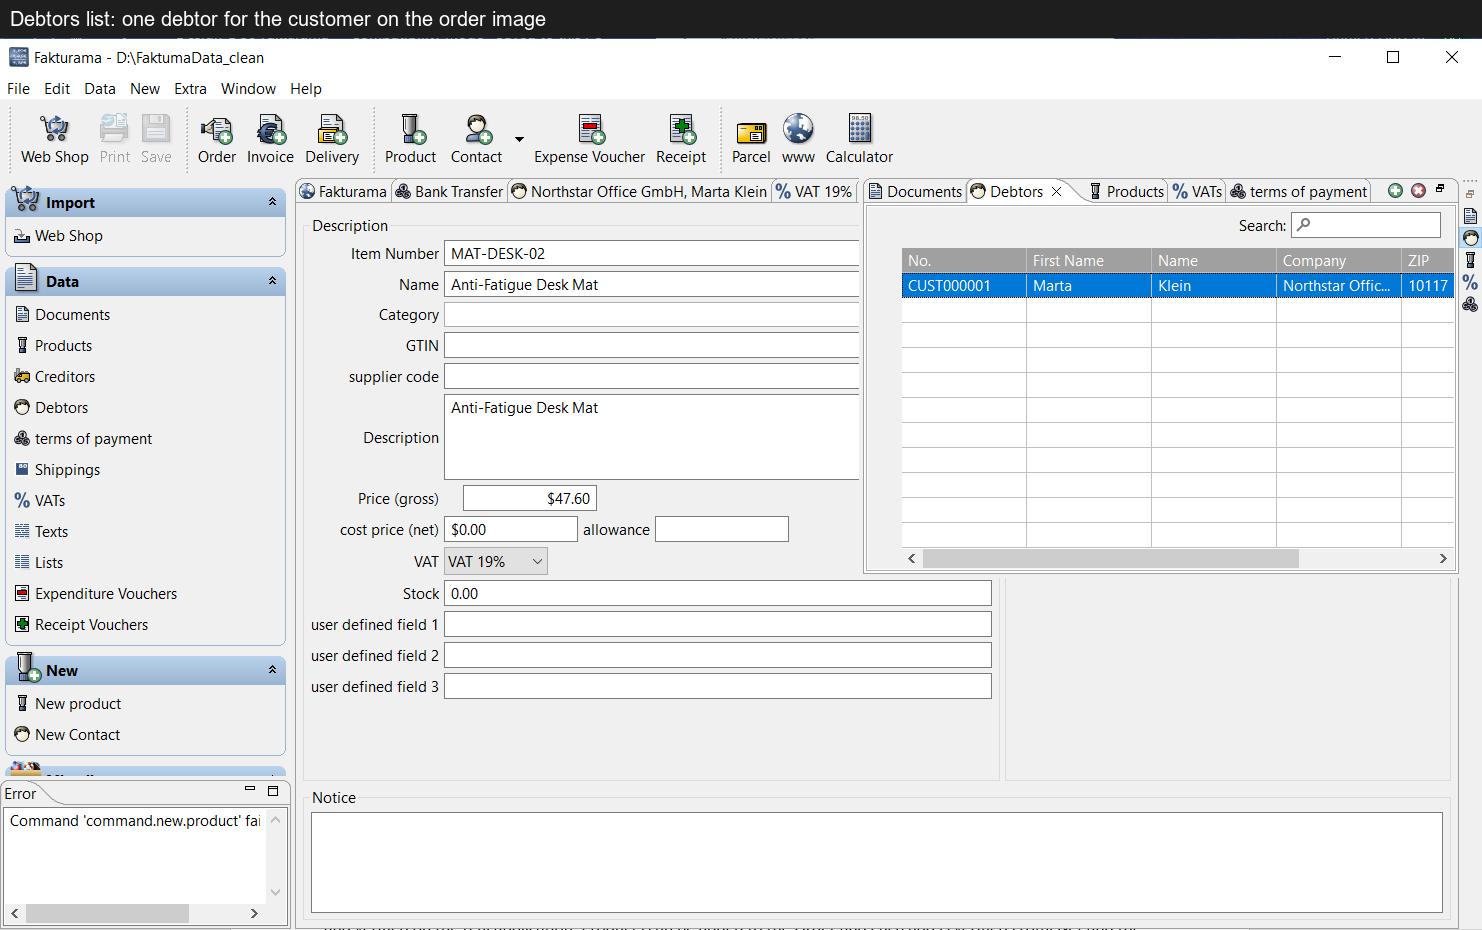 Debtors list: one debtor for the customer on the order image
Fakturama - D:\FaktumaData_clean
File Edit Data New Extra Window Help
Web Shop Print Save Order Invoice Delivery Product Contact Expense Voucher Receipt Parcel www Calculator
Import
Web Shop
Data
Documents
Products
Creditors
Debtors
terms of payment
Shippings
VATs
Texts
Lists
Expenditure Vouchers
Receipt Vouchers
New
New product
New Contact
Error
Command 'command.new.product' fai
Fakturama Bank Transfer Northstar Office GmbH, Marta Klein VAT 19%
Description
Item Number MAT-DESK-02
Name Anti-Fatigue Desk Mat
Category
GTIN
supplier code
Description Anti-Fatigue Desk Mat
Price (gross) $47.60
cost price (net) $0.00 allowance
VAT VAT 19%
Stock 0.00
user defined field 1
user defined field 2
user defined field 3
Notice
Documents Debtors Products VATs terms of payment
Search:
No. First Name Name Company ZIP
CUST000001 Marta Klein Northstar Offic... 10117